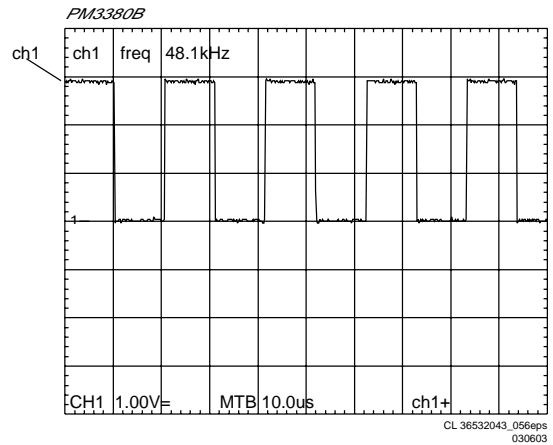 PM3380B
ch1
ch1 freq 48.1kHz
1
CH1 1.00V= MTB 10.0us ch1+
CL 36532043_056eps
030603